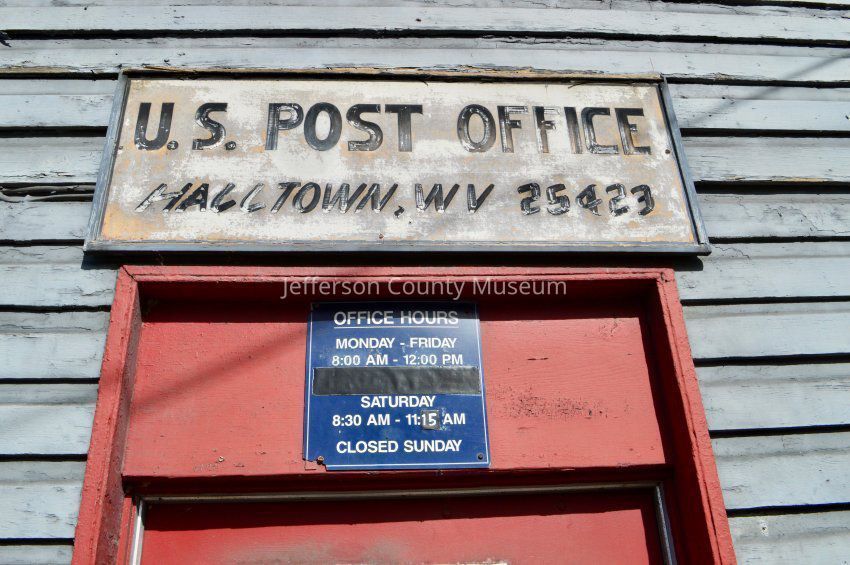 U.S. POST OFFICE
HALLTOWN, WV 25423
Jefferson County Museum
OFFICE HOURS
MONDAY - FRIDAY
8:00 AM - 12:00 PM
SATURDAY
8:30 AM - 11:15 AM
CLOSED SUNDAY